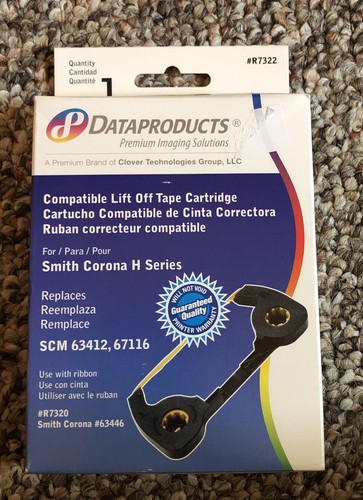 Quantity
Cantidad
Quantité
1
#R7322
DATAPRODUCTS®
Premium Imaging Solutions
A Premium Brand of Clover Technologies Group, LLC
Compatible Lift Off Tape Cartridge
Cartucho Compatible de Cinta Correctora
Ruban correcteur compatible
For / Para / Pour
Smith Corona H Series
Replaces
Reemplaza
Remplace
SCM 63412, 67116
WILL NOT VOID
Guaranteed
Quality
PRINTER WARRANTY
Use with ribbon
Use con cinta
Utiliser avec le ruban
#R7320
Smith Corona #63446